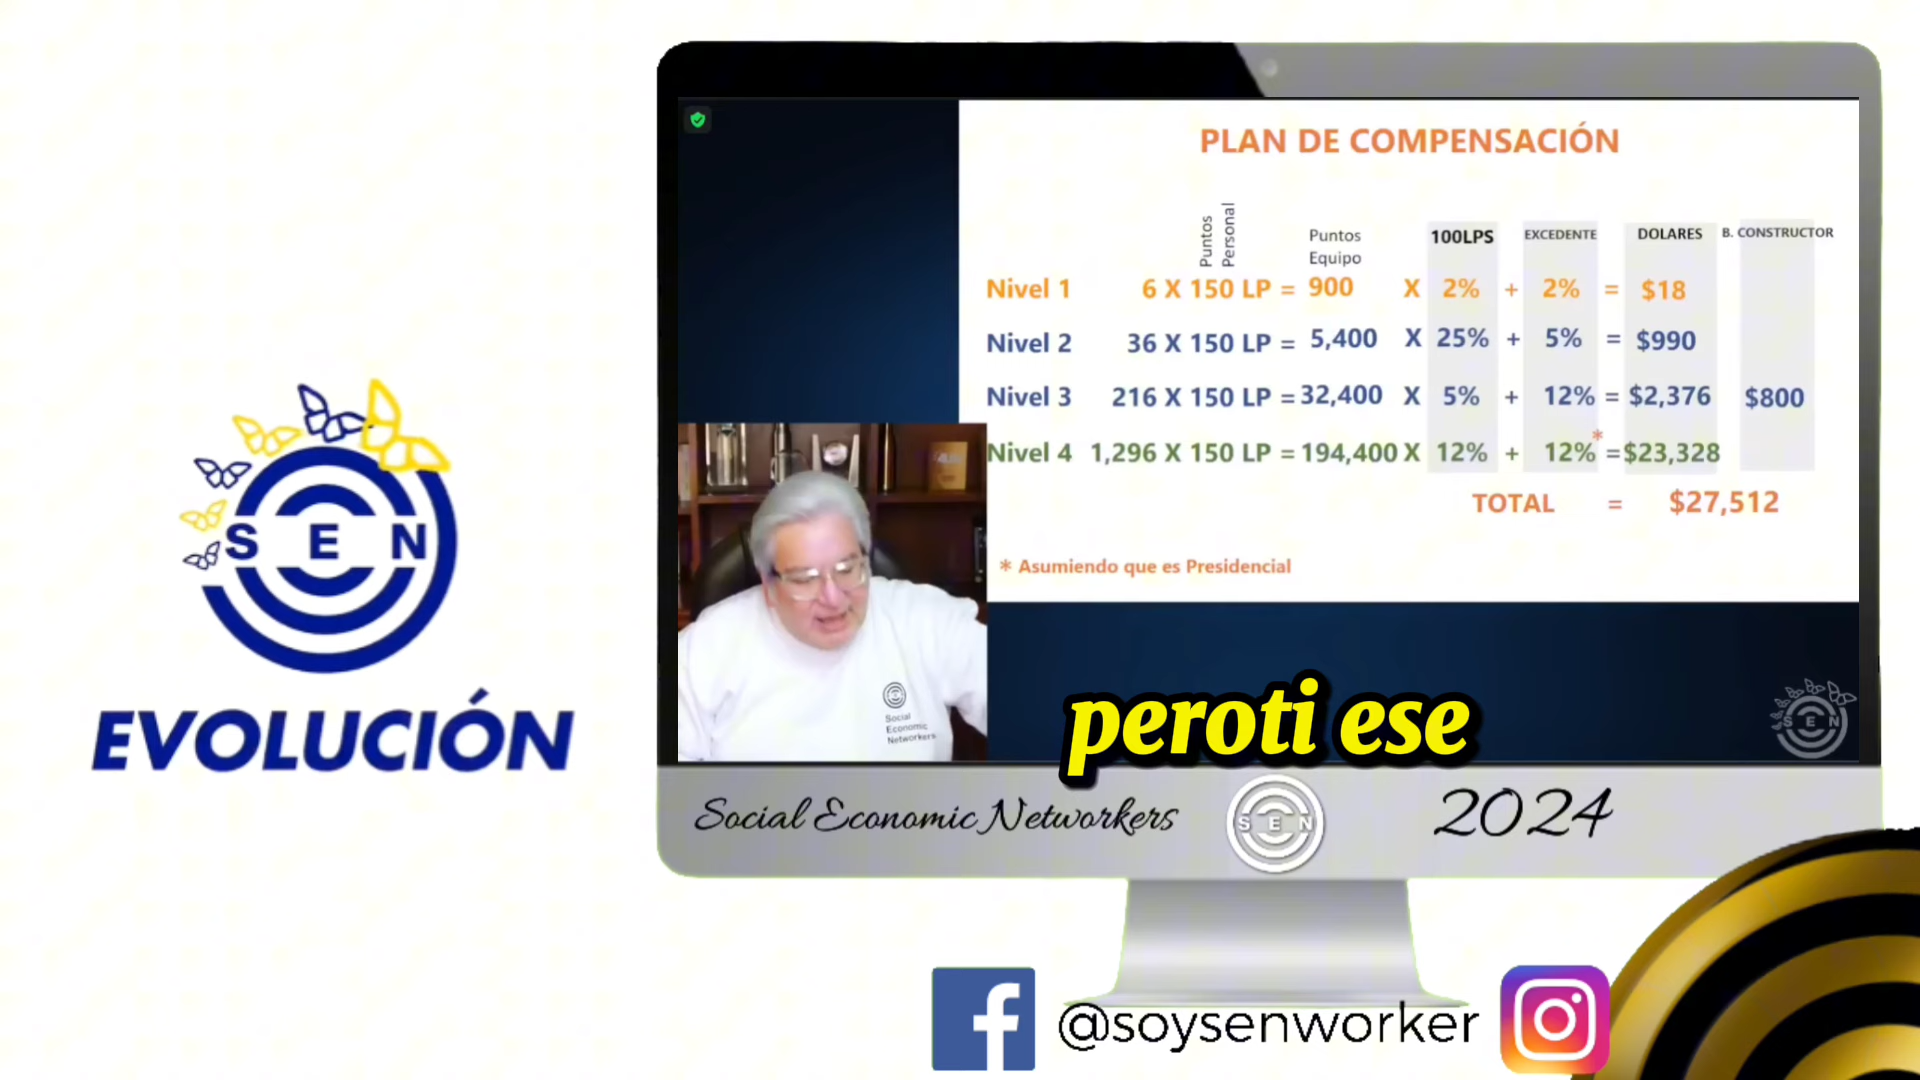 S E N
EVOLUCIÓN
PLAN DE COMPENSACIÓN
Puntos Personal
Puntos Equipo
100LPS
EXCEDENTE
DOLARES
B. CONSTRUCTOR
Nivel 1 6 X 150 LP = 900 X 2% + 2% = $18
Nivel 2 36 X 150 LP = 5,400 X 25% + 5% = $990
Nivel 3 216 X 150 LP = 32,400 X 5% + 12% = $2,376 $800
Nivel 4 1,296 X 150 LP = 194,400 X 12% + 12%* = $23,328
TOTAL = $27,512
* Asumiendo que es Presidencial
Social
Economic
Networkers
S E N
peroti ese
Social Economic Networkers
S E N
2024
@soysenworker